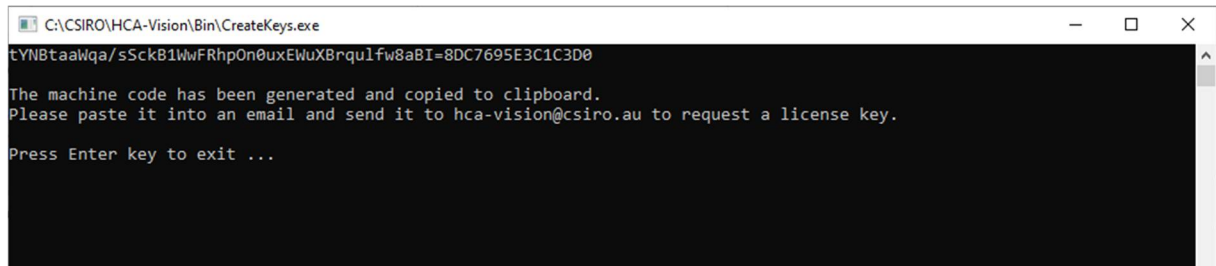 C:\CSIRO\HCA-Vision\Bin\CreateKeys.exe
tYNBtaaWqa/sSckB1WwFRhpOn0uxEWuXBrqulfw8aBI=8DC7695E3C1C3D0
The machine code has been generated and copied to clipboard.
Please paste it into an email and send it to hca-vision@csiro.au to request a license key.
Press Enter key to exit ...